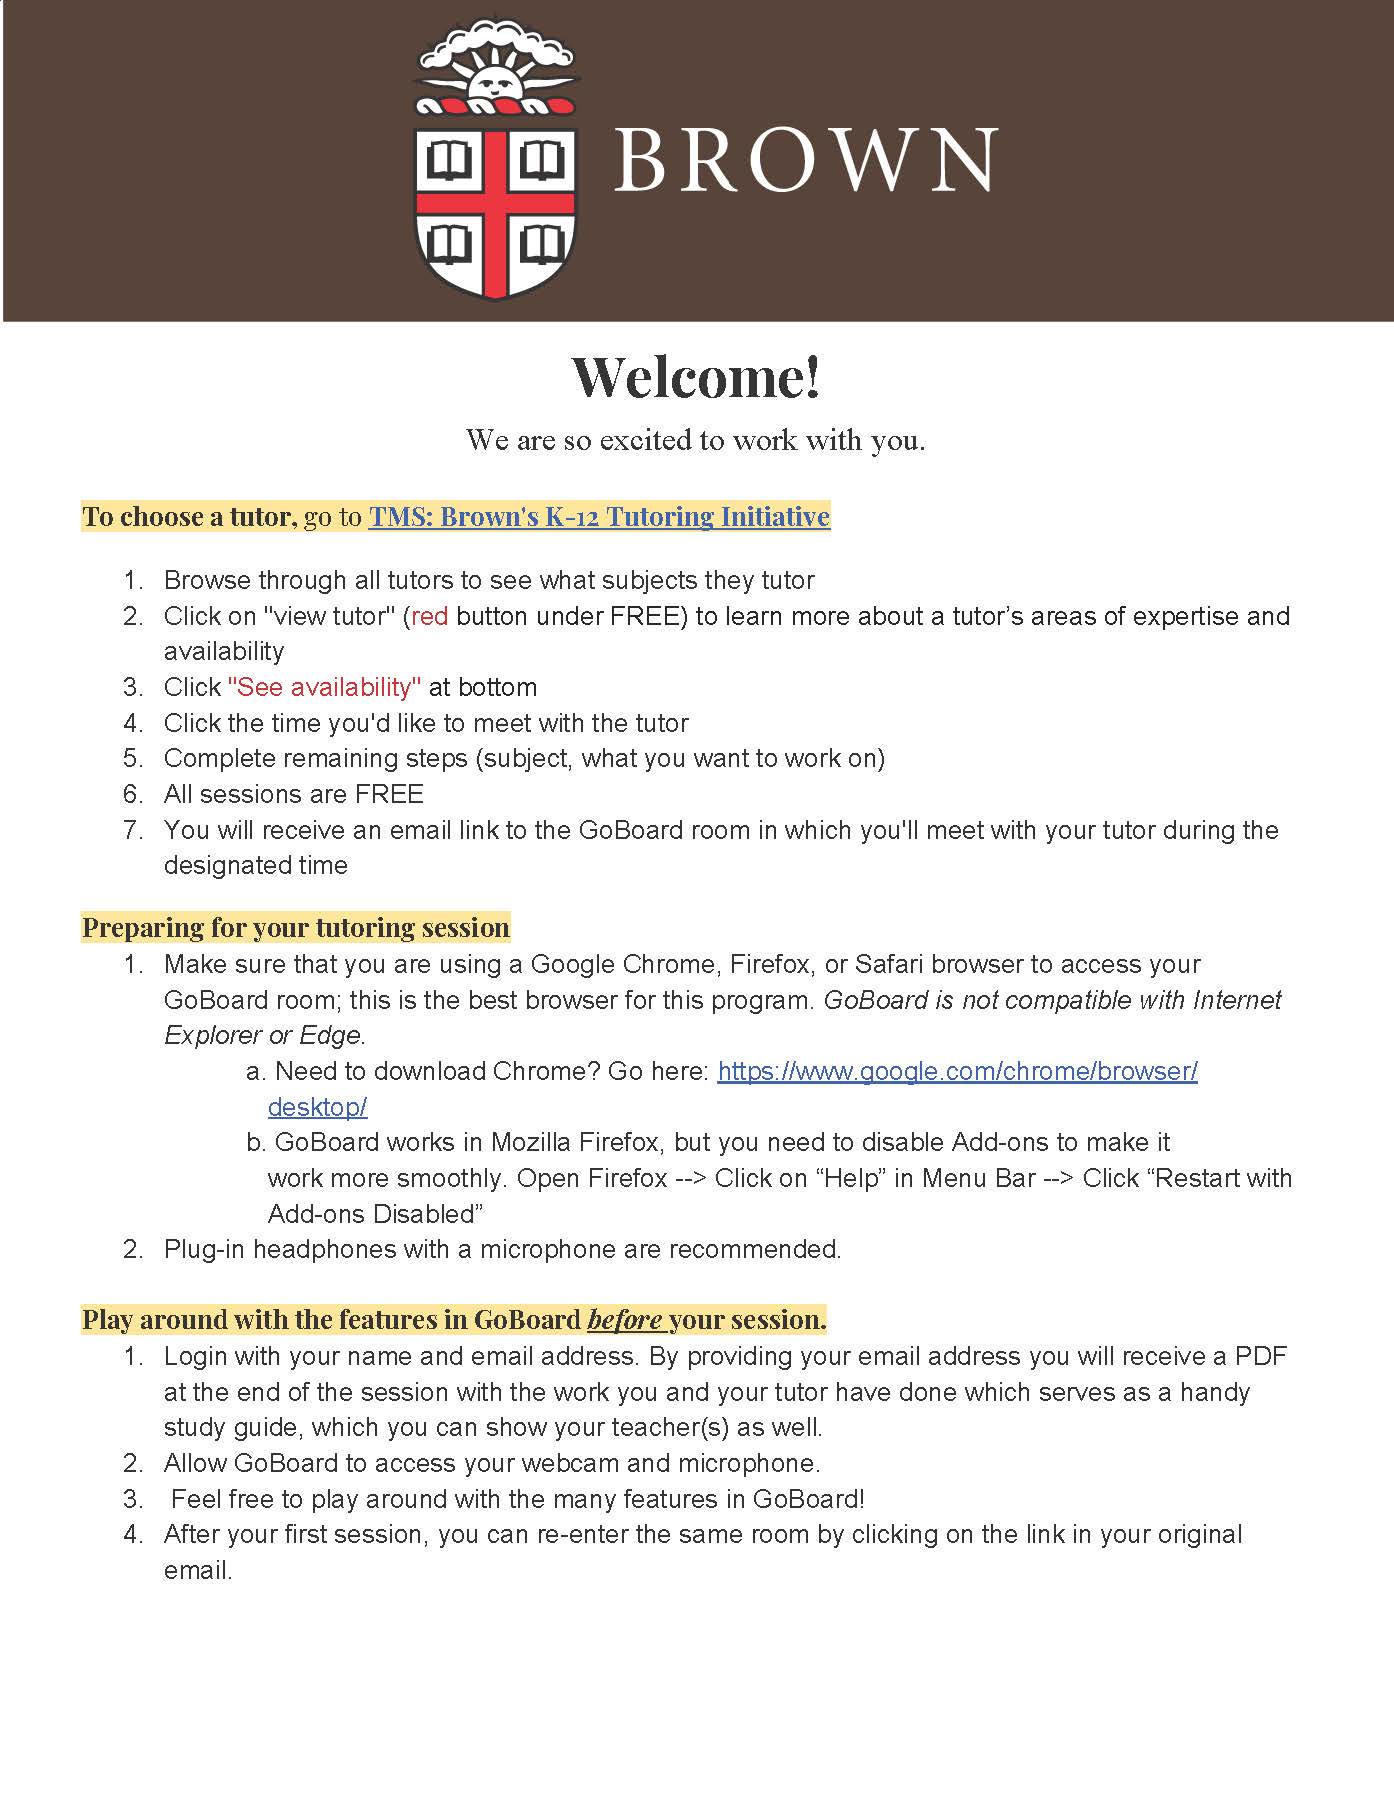 BROWN
Welcome!
We are so excited to work with you.
To choose a tutor, go to TMS: Brown's K-12 Tutoring Initiative
1. Browse through all tutors to see what subjects they tutor
2. Click on "view tutor" (red button under FREE) to learn more about a tutor’s areas of expertise and
availability
3. Click "See availability" at bottom
4. Click the time you'd like to meet with the tutor
5. Complete remaining steps (subject, what you want to work on)
6. All sessions are FREE
7. You will receive an email link to the GoBoard room in which you'll meet with your tutor during the
designated time
Preparing for your tutoring session
1. Make sure that you are using a Google Chrome, Firefox, or Safari browser to access your
GoBoard room; this is the best browser for this program. GoBoard is not compatible with Internet
Explorer or Edge.
a. Need to download Chrome? Go here: https://www.google.com/chrome/browser/
desktop/
b. GoBoard works in Mozilla Firefox, but you need to disable Add-ons to make it
work more smoothly. Open Firefox --> Click on “Help” in Menu Bar --> Click “Restart with
Add-ons Disabled”
2. Plug-in headphones with a microphone are recommended.
Play around with the features in GoBoard before your session.
1. Login with your name and email address. By providing your email address you will receive a PDF
at the end of the session with the work you and your tutor have done which serves as a handy
study guide, which you can show your teacher(s) as well.
2. Allow GoBoard to access your webcam and microphone.
3. Feel free to play around with the many features in GoBoard!
4. After your first session, you can re-enter the same room by clicking on the link in your original
email.